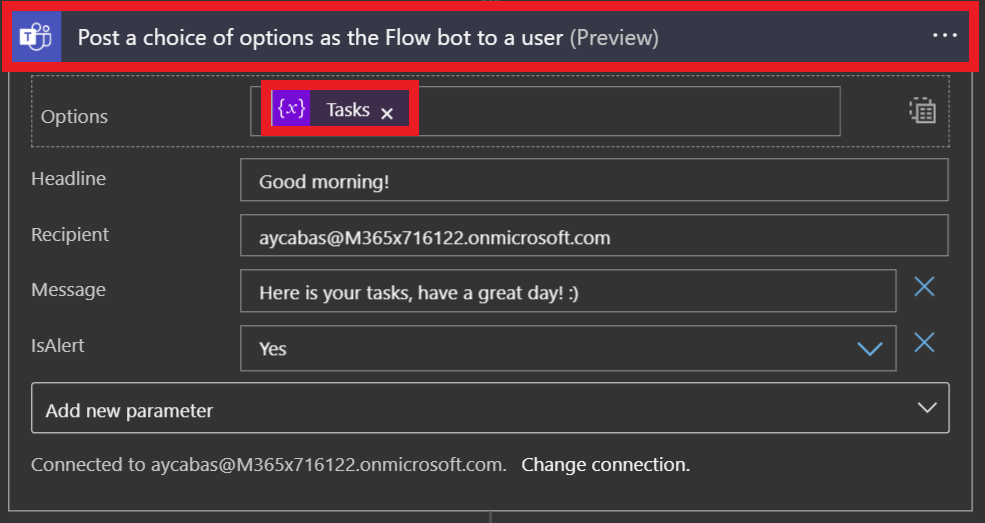 Post a choice of options as the Flow bot to a user (Preview) ...
Options {x} Tasks ×
Headline Good morning!
Recipient aycabas@M365x716122.onmicrosoft.com
Message Here is your tasks, have a great day! :)
IsAlert Yes
Add new parameter
Connected to aycabas@M365x716122.onmicrosoft.com. Change connection.